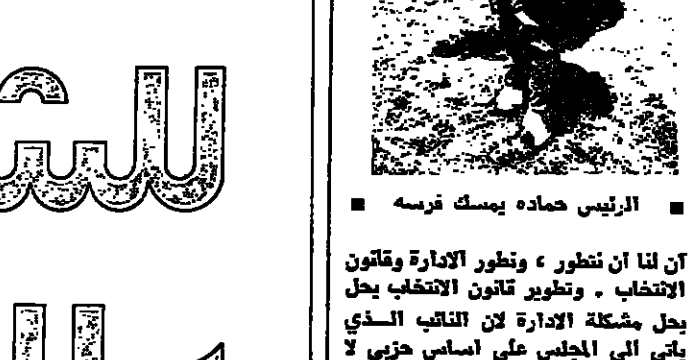 ■ الرئيس حماده يمسك فرسه ■
آن لنا ان نتطور ، ونطور الادارة وقانون
الانتخاب . وتطوير قانون الانتخاب يحل
يحل مشكلة الادارة لان النائب الــذي
ياتي الى المجلس على اساس حزبي لا